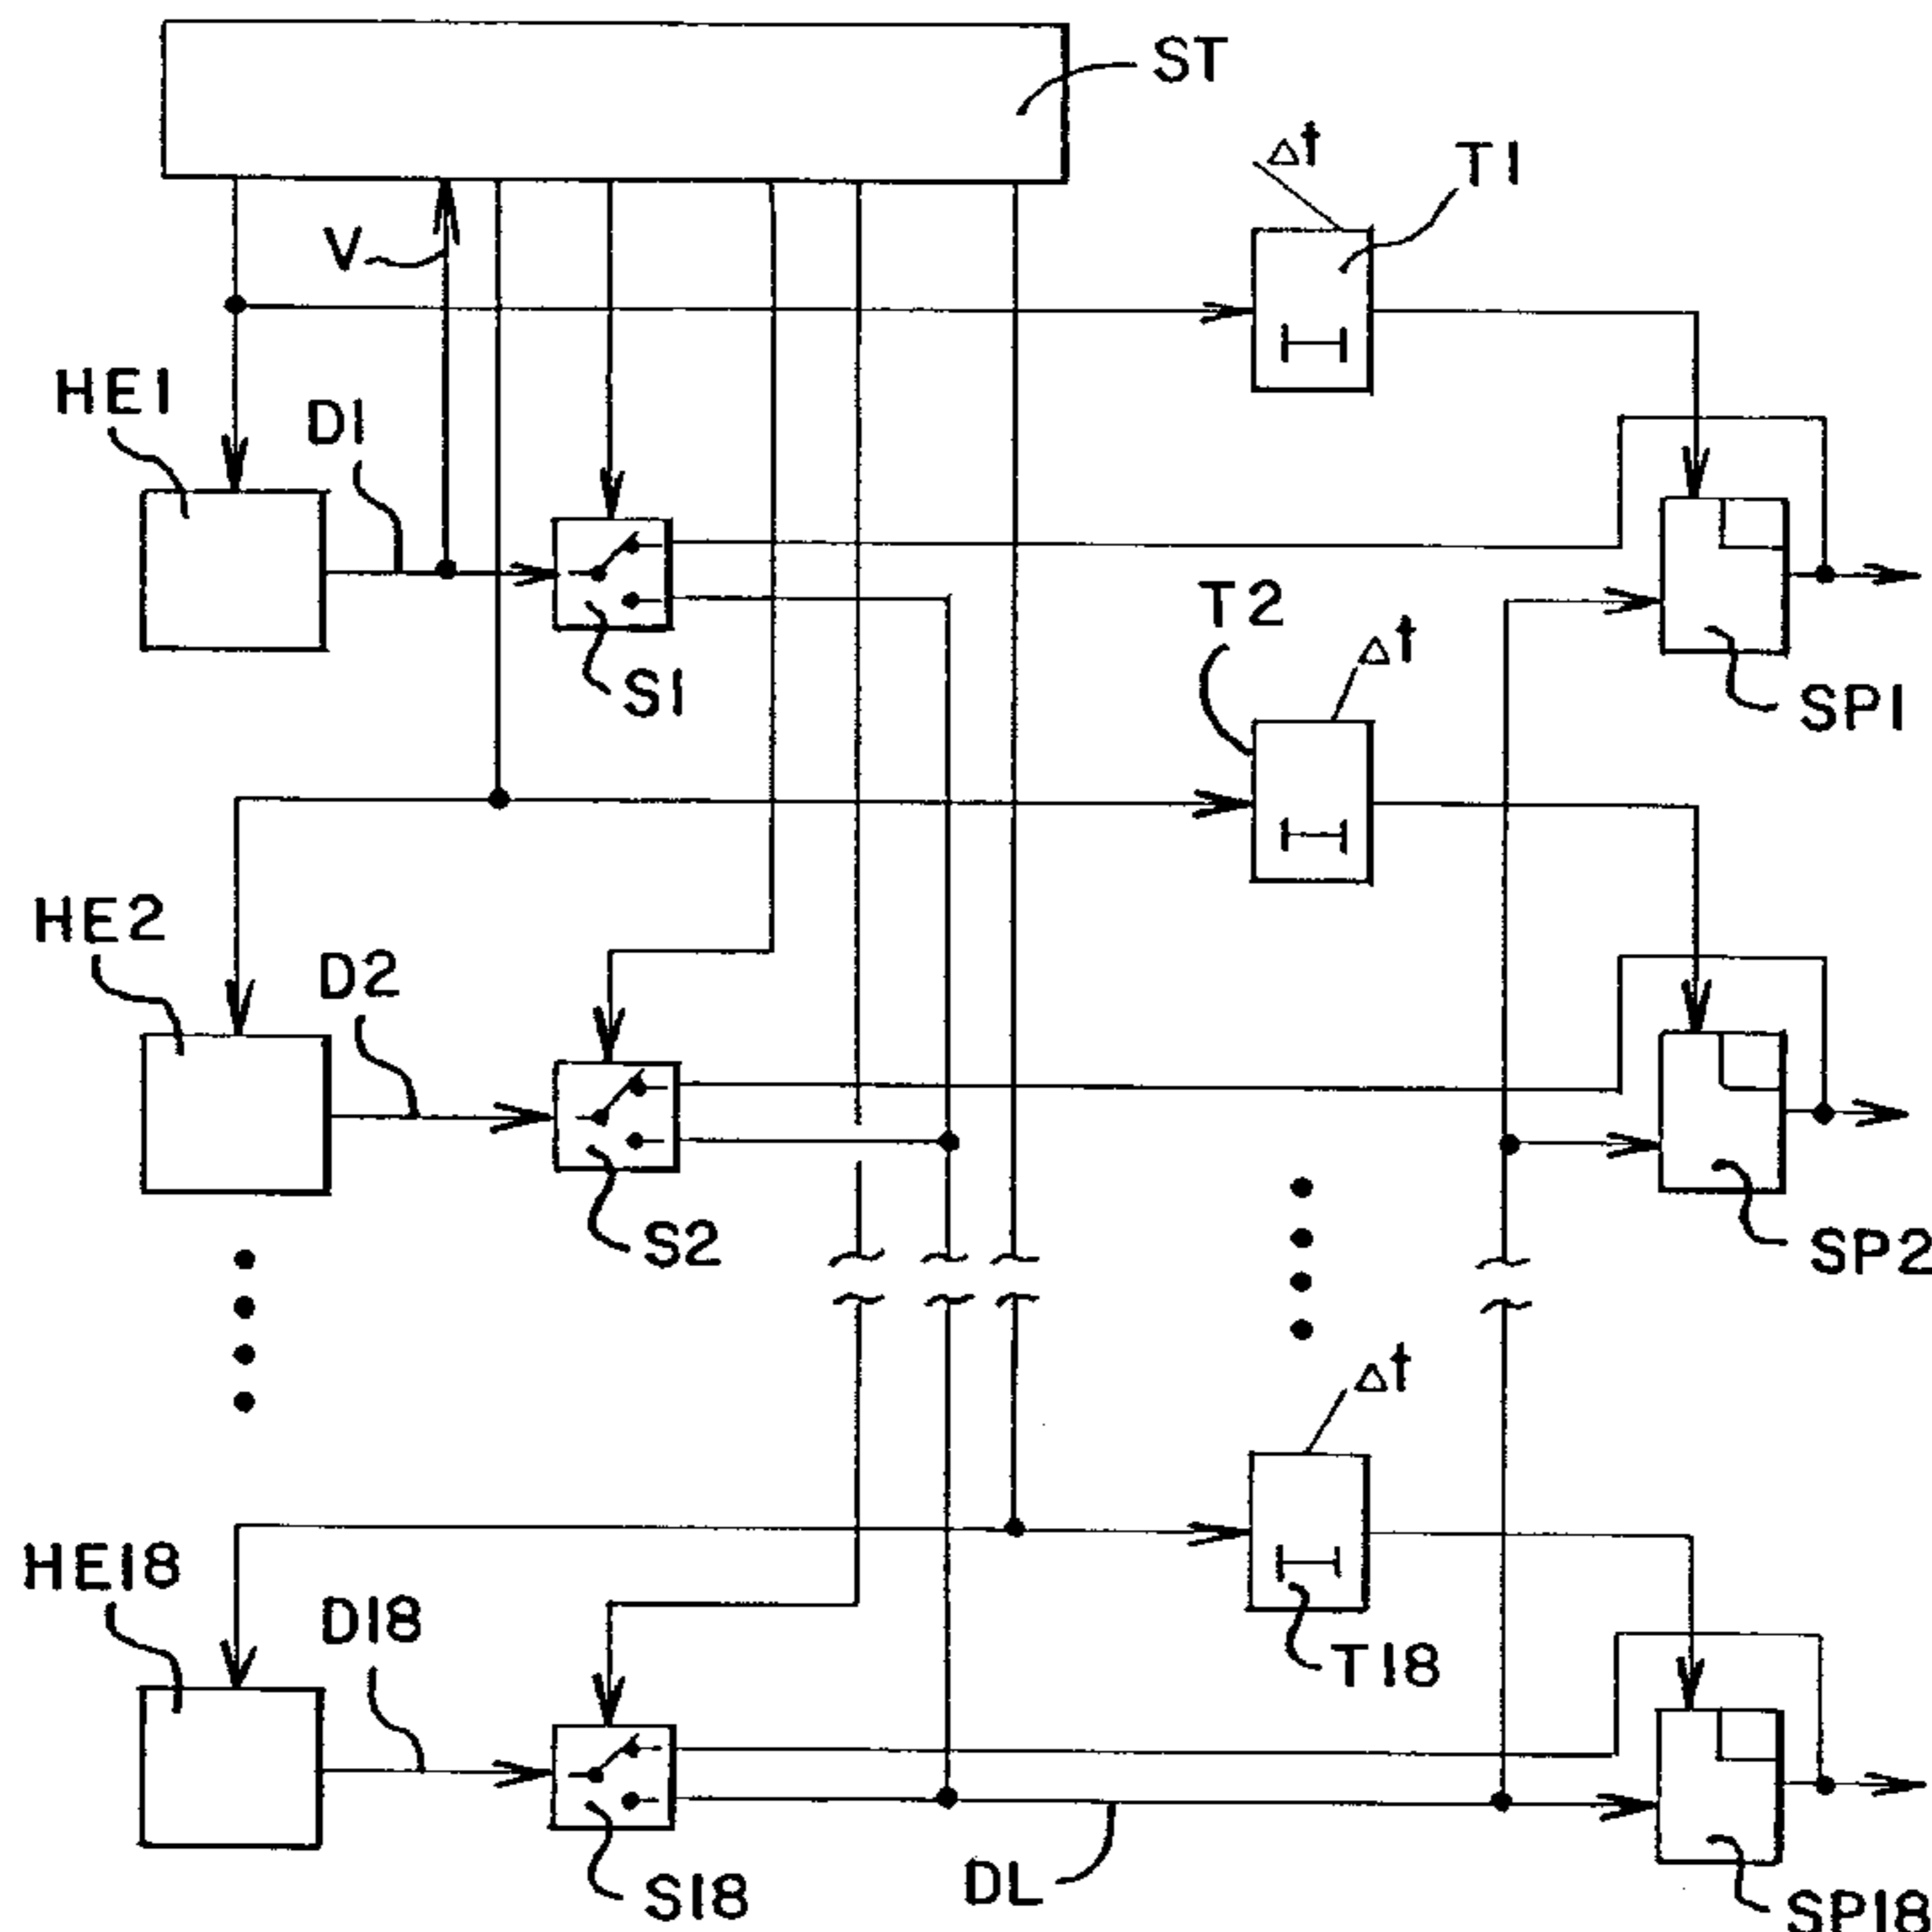 ST
Δt
T1
V
HE1
D1
T2
Δt
S1
SP1
HE2
D2
S2
SP2
Δt
HE18
D18
T18
DL
S18
SP18